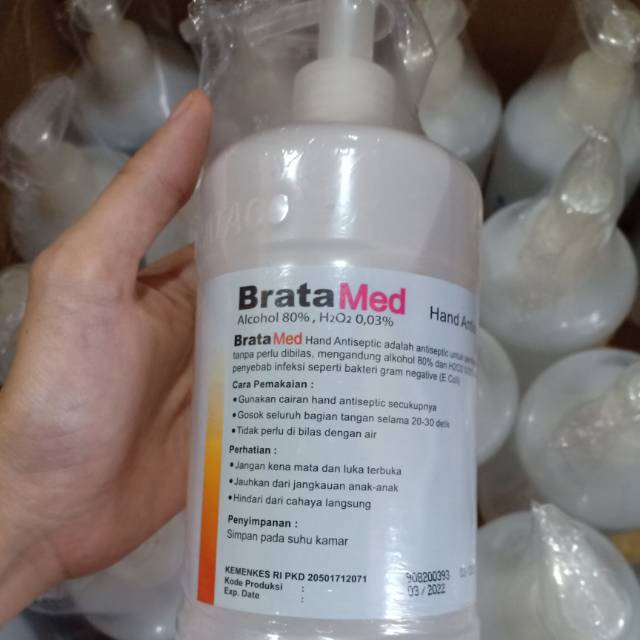 BrataMed
Alcohol 80% , H2O2 0,03%
Hand
BrataMed Hand Antiseptic adalah antiseptic untuk
tanpa perlu dibilas, mengandung alkohol 80% dan H2O2
penyebab infeksi seperti bakteri gram negative (E Coli)
Cara Pemakaian :
•Gunakan cairan hand antiseptic secukupnya
•Gosok seluruh bagian tangan selama 20-30 detik
•Tidak perlu di bilas dengan air
Perhatian :
•Jangan kena mata dan luka terbuka
•Jauhkan dari jangkauan anak-anak
•Hindari dari cahaya langsung
Penyimpanan :
Simpan pada suhu kamar
KEMENKES RI PKD 20501712071
Kode Produksi : 908200393
Exp. Date : 03/2022